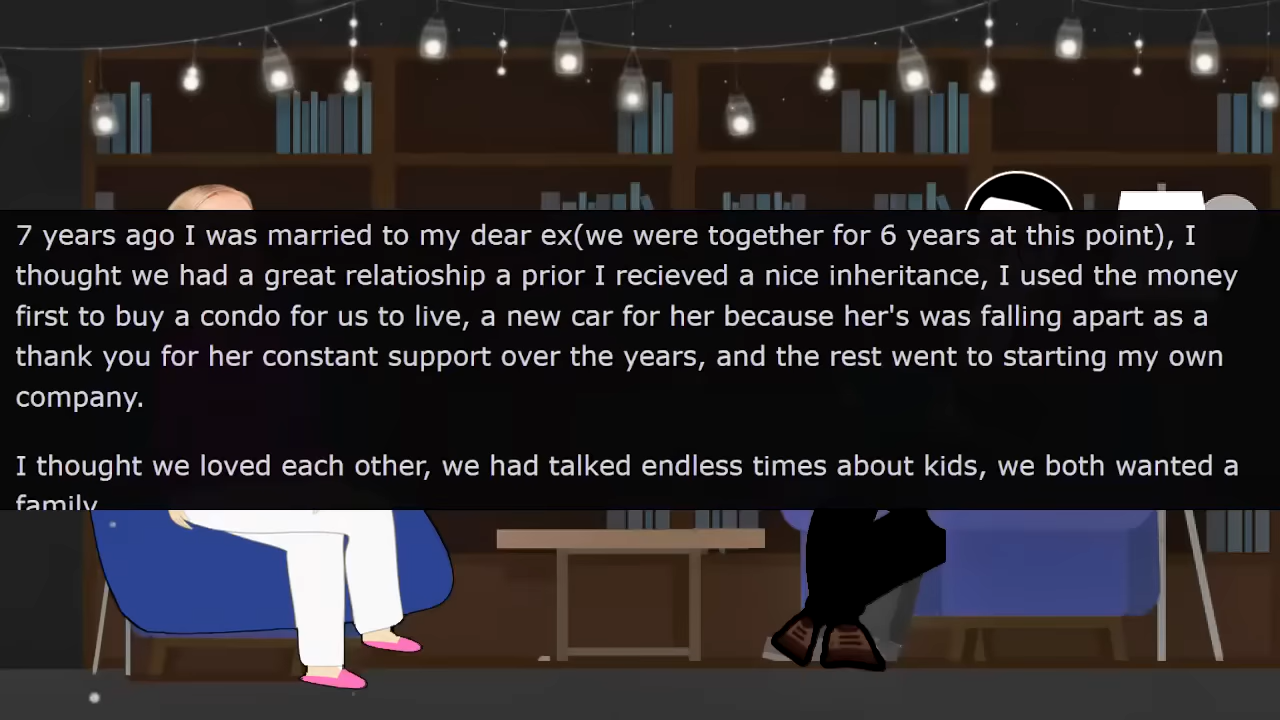 7 years ago I was married to my dear ex(we were together for 6 years at this point), I
thought we had a great relatioship a prior I recieved a nice inheritance, I used the money
first to buy a condo for us to live, a new car for her because her's was falling apart as a
thank you for her constant support over the years, and the rest went to starting my own
company.
I thought we loved each other, we had talked endless times about kids, we both wanted a
family